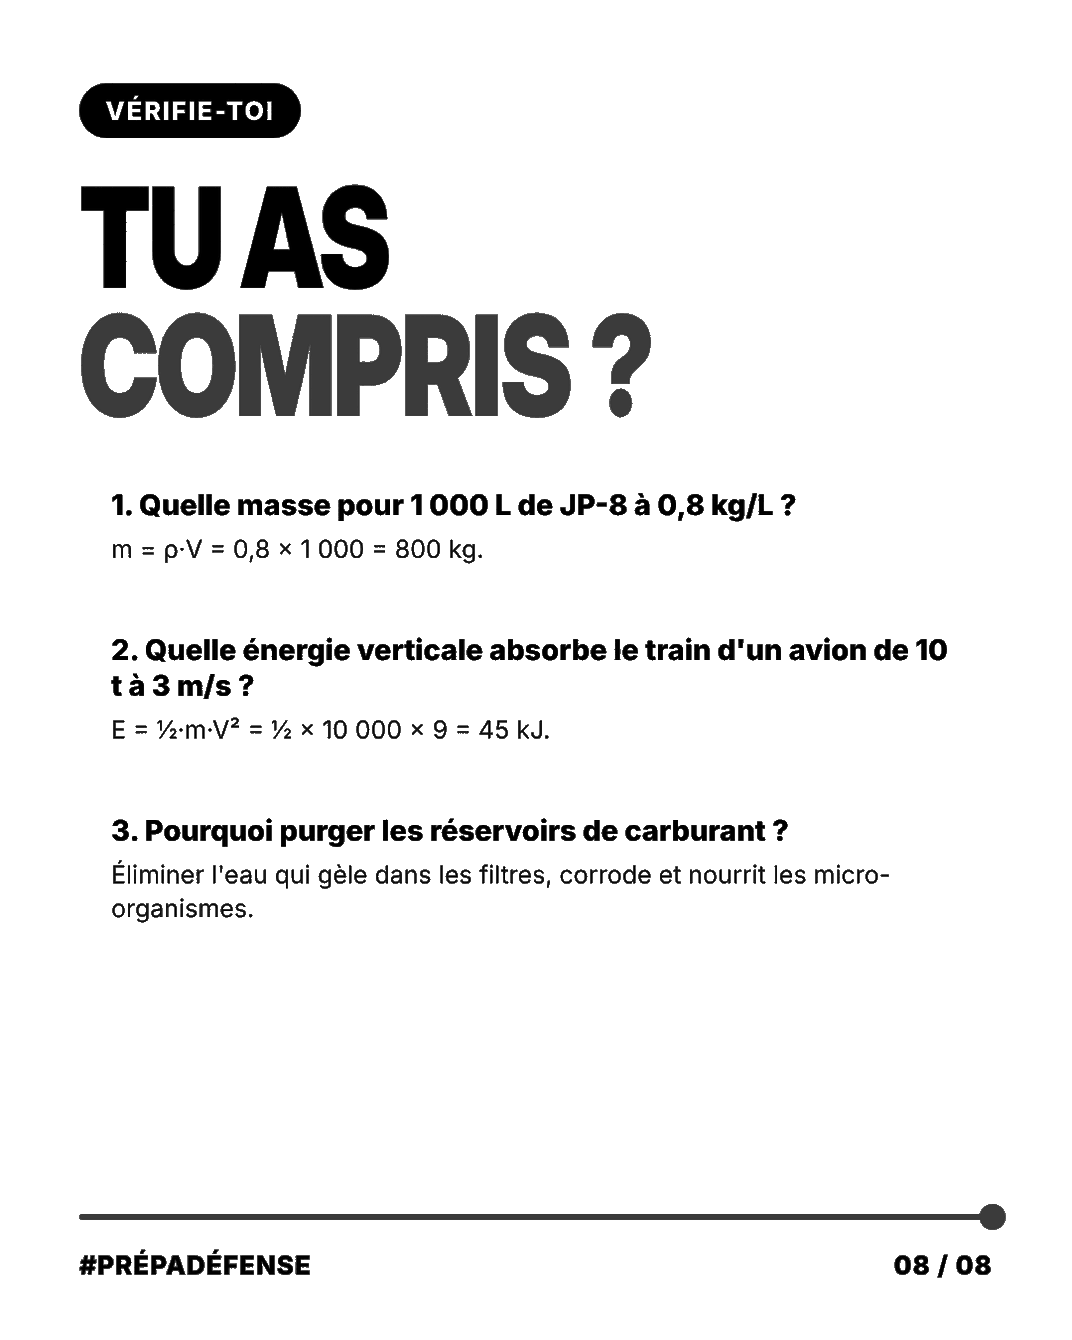 VÉRIFIE-TOI
TU AS
COMPRIS ?
1. Quelle masse pour 1 000 L de JP-8 à 0,8 kg/L ?
m = ρ·V = 0,8 × 1 000 = 800 kg.
2. Quelle énergie verticale absorbe le train d'un avion de 10
t à 3 m/s ?
E = ½·m·V² = ½ × 10 000 × 9 = 45 kJ.
3. Pourquoi purger les réservoirs de carburant ?
Éliminer l'eau qui gèle dans les filtres, corrode et nourrit les micro-
organismes.
#PRÉPADÉFENSE
08 / 08